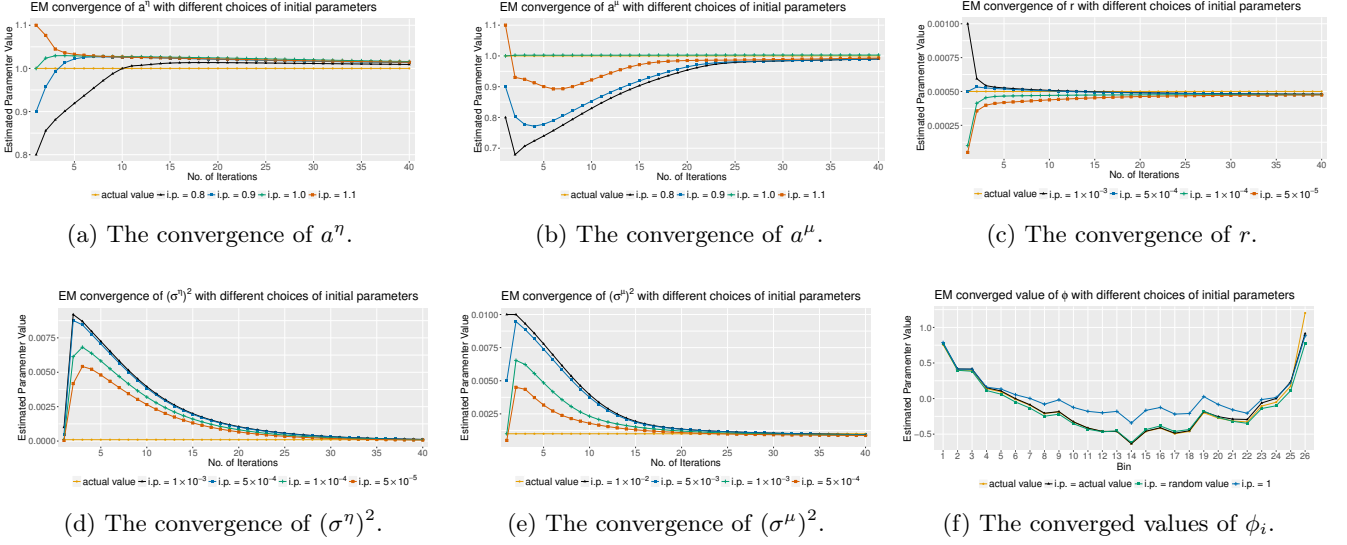 EM convergence of a^η with different choices of initial parameters
Estimated Paramenter Value
1.1
1.0
0.9
0.8
5 10 15 20 25 30 35 40
No. of Iterations
actual value i.p. = 0.8 i.p. = 0.9 i.p. = 1.0 i.p. = 1.1
(a) The convergence of a^η.
EM convergence of a^μ with different choices of initial parameters
Estimated Paramenter Value
1.1
1.0
0.9
0.8
0.7
5 10 15 20 25 30 35 40
No. of Iterations
actual value i.p. = 0.8 i.p. = 0.9 i.p. = 1.0 i.p. = 1.1
(b) The convergence of a^μ.
EM convergence of r with different choices of initial parameters
Estimated Paramenter Value
0.00100
0.00075
0.00050
0.00025
5 10 15 20 25 30 35 40
No. of Iterations
actual value i.p. = 1×10⁻³ i.p. = 5×10⁻⁴ i.p. = 1×10⁻⁴ i.p. = 5×10⁻⁵
(c) The convergence of r.
EM convergence of (σ^η)² with different choices of initial parameters
Estimated Paramenter Value
0.0075
0.0050
0.0025
0.0000
5 10 15 20 25 30 35 40
No. of Iterations
actual value i.p. = 1×10⁻³ i.p. = 5×10⁻⁴ i.p. = 1×10⁻⁴ i.p. = 5×10⁻⁵
(d) The convergence of (σ^η)².
EM convergence of (σ^μ)² with different choices of initial parameters
Estimated Paramenter Value
0.0100
0.0075
0.0050
0.0025
5 10 15 20 25 30 35 40
No. of Iterations
actual value i.p. = 1×10⁻² i.p. = 5×10⁻³ i.p. = 1×10⁻³ i.p. = 5×10⁻⁴
(e) The convergence of (σ^μ)².
EM converged value of ϕ with different choices of initial parameters
Estimated Paramenter Value
1.0
0.5
0.0
−0.5
1 2 3 4 5 6 7 8 9 10 11 12 13 14 15 16 17 18 19 20 21 22 23 24 25 26
Bin
actual value i.p. = actual value i.p. = random value i.p. = 1
(f) The converged values of ϕᵢ.